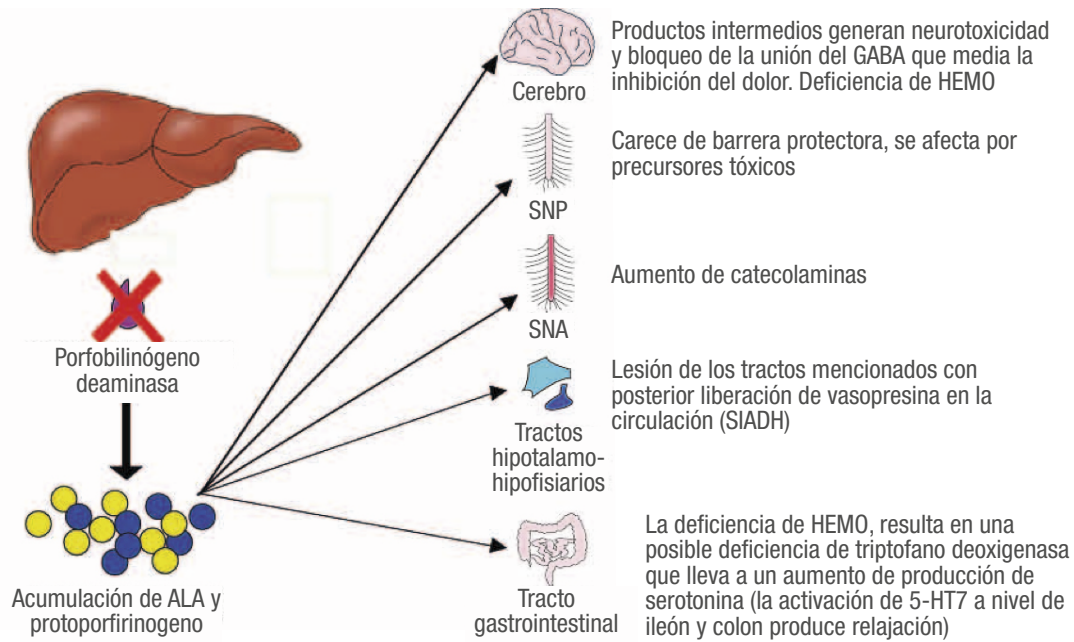 Productos intermedios generan neurotoxicidad
y bloqueo de la unión del GABA que media la
inhibición del dolor. Deficiencia de HEMO
Cerebro
Carece de barrera protectora, se afecta por
precursores tóxicos
SNP
Aumento de catecolaminas
SNA
Porfobilinógeno
deaminasa
Lesión de los tractos mencionados con
posterior liberación de vasopresina en la
circulación (SIADH)
Tractos
hipotalamo-
hipofisiarios
Acumulación de ALA y
protoporfirinogeno
Tracto
gastrointestinal
La deficiencia de HEMO, resulta en una
posible deficiencia de triptofano deoxigenasa
que lleva a un aumento de producción de
serotonina (la activación de 5-HT7 a nivel de
ileón y colon produce relajación)